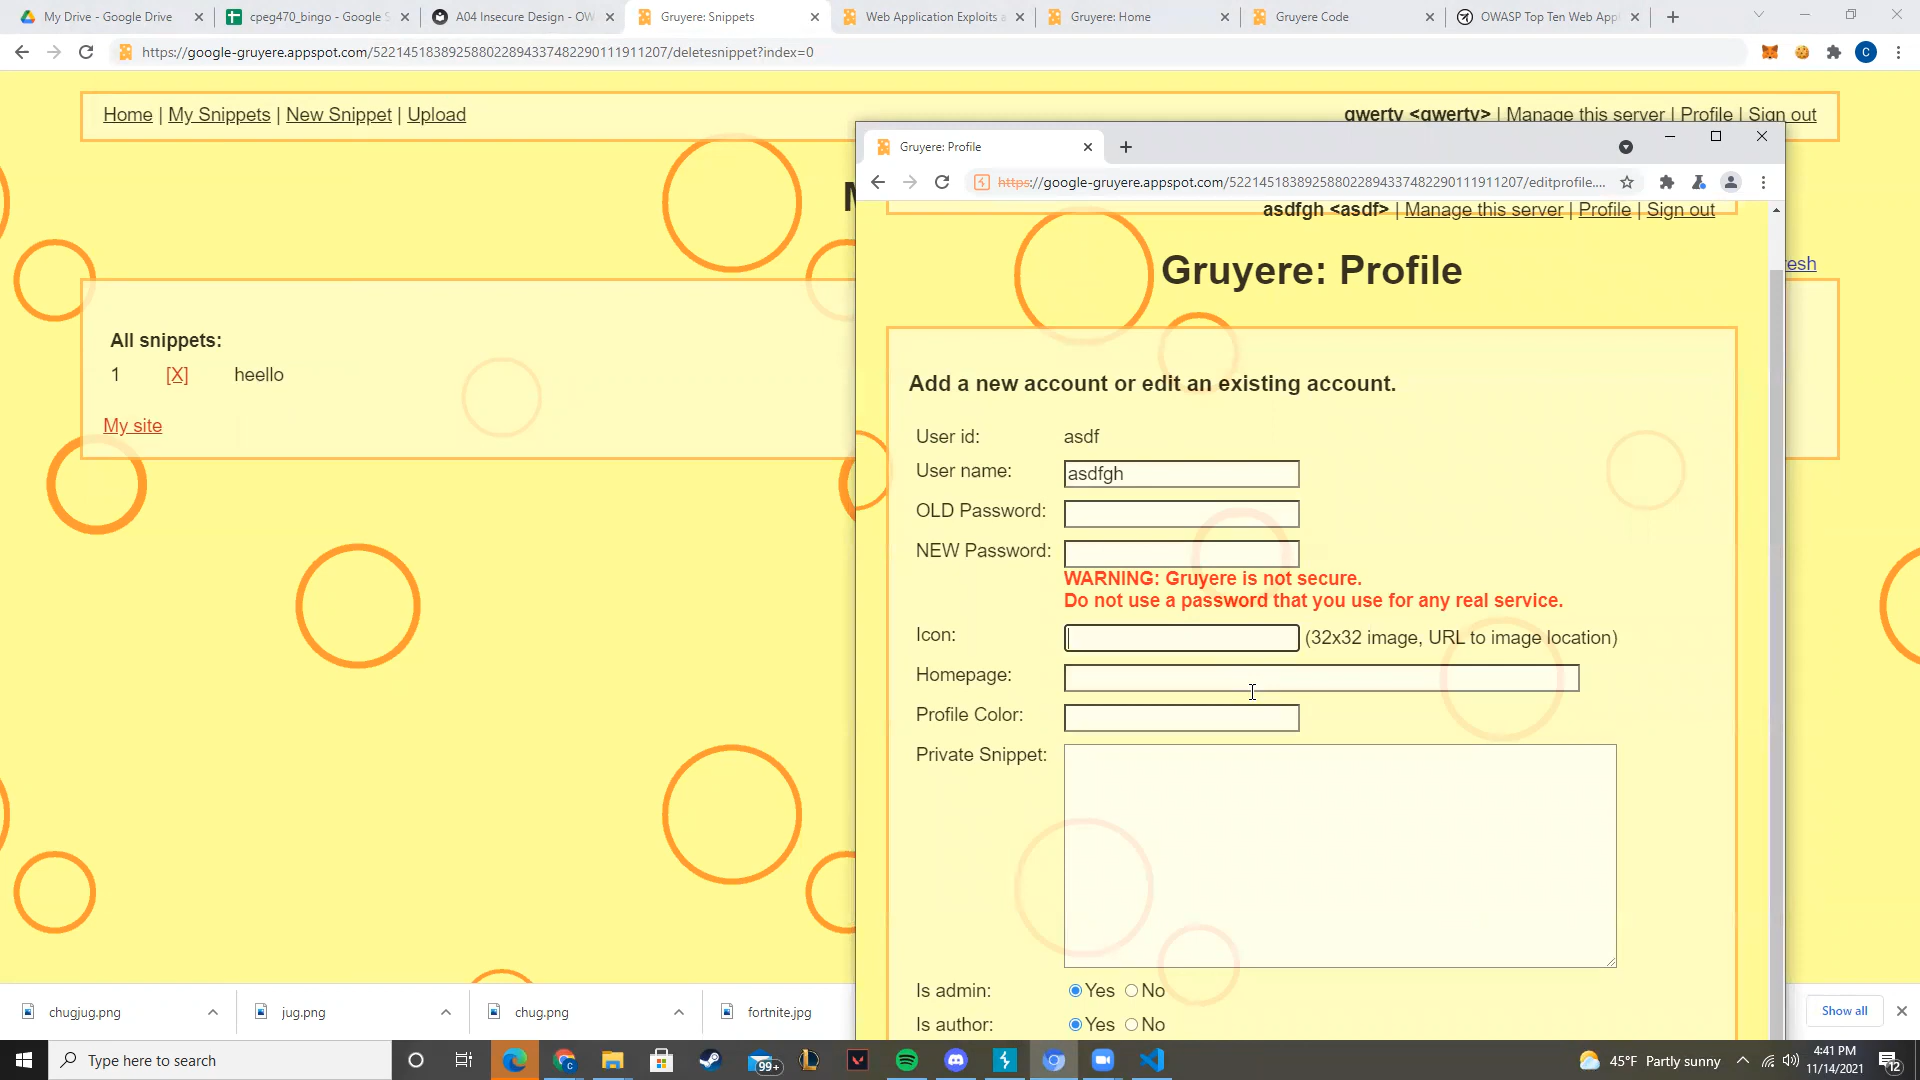 My Drive - Google Drive
cpeg470_bingo - Google S
A04 Insecure Design - OW
Gruyere: Snippets
Web Application Exploits a
Gruyere: Home
Gruyere Code
OWASP Top Ten Web App
https://google-gruyere.appspot.com/522145183892588022894337482290111911207/deletesnippet?index=0
C
Home | My Snippets | New Snippet | Upload
qwerty <qwerty> | Manage this server | Profile | Sign out
M
resh
All snippets:
1 [X] heello
My site
Gruyere: Profile
https://google-gruyere.appspot.com/522145183892588022894337482290111911207/editprofile....
asdfgh <asdf> | Manage this server | Profile | Sign out
Gruyere: Profile
Add a new account or edit an existing account.
User id: asdf
User name: asdfgh
OLD Password:
NEW Password:
WARNING: Gruyere is not secure.
Do not use a password that you use for any real service.
Icon: (32x32 image, URL to image location)
Homepage:
Profile Color:
Private Snippet:
Is admin: Yes No
Is author: Yes No
chugjug.png
jug.png
chug.png
fortnite.jpg
Show all
Type here to search
99+
45°F Partly sunny
4:41 PM
11/14/2021
12